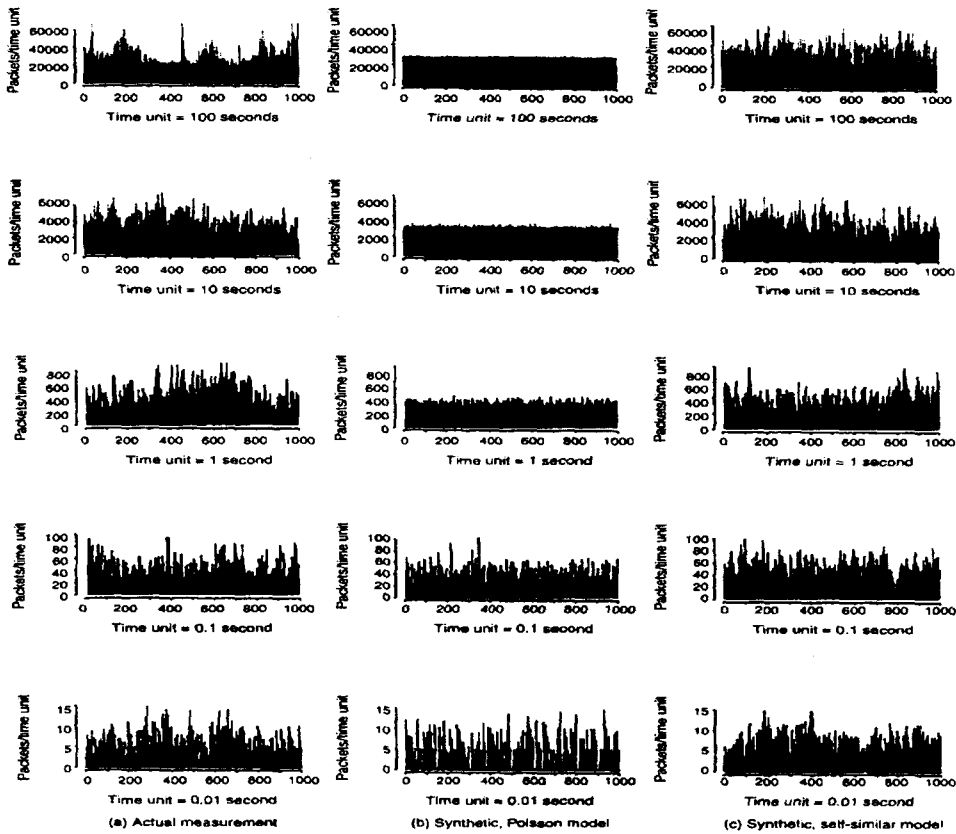 Packets/time unit
60000
40000
20000
0
0 200 400 600 800 1000
Time unit = 100 seconds
Packets/time unit
60000
40000
20000
0
0 200 400 600 800 1000
Time unit = 100 seconds
Packets/time unit
60000
40000
20000
0
0 200 400 600 800 1000
Time unit = 100 seconds
Packets/time unit
6000
4000
2000
0
0 200 400 600 800 1000
Time unit = 10 seconds
Packets/time unit
6000
4000
2000
0
0 200 400 600 800 1000
Time unit = 10 seconds
Packets/time unit
6000
4000
2000
0
0 200 400 600 800 1000
Time unit = 10 seconds
Packets/time unit
800
600
400
200
0
0 200 400 600 800 1000
Time unit = 1 second
Packets/time unit
800
600
400
200
0
0 200 400 600 800 1000
Time unit = 1 second
Packets/time unit
800
600
400
200
0
0 200 400 600 800 1000
Time unit = 1 second
Packets/time unit
100
80
60
40
20
0
0 200 400 600 800 1000
Time unit = 0.1 second
Packets/time unit
100
80
60
40
20
0
0 200 400 600 800 1000
Time unit = 0.1 second
Packets/time unit
100
80
60
40
20
0
0 200 400 600 800 1000
Time unit = 0.1 second
Packets/time unit
15
10
5
0
0 200 400 600 800 1000
Time unit = 0.01 second
(a) Actual measurement
Packets/time unit
15
10
5
0
0 200 400 600 800 1000
Time unit = 0.01 second
(b) Synthetic, Poisson model
Packets/time unit
15
10
5
0
0 200 400 600 800 1000
Time unit = 0.01 second
(c) Synthetic, self-similar model